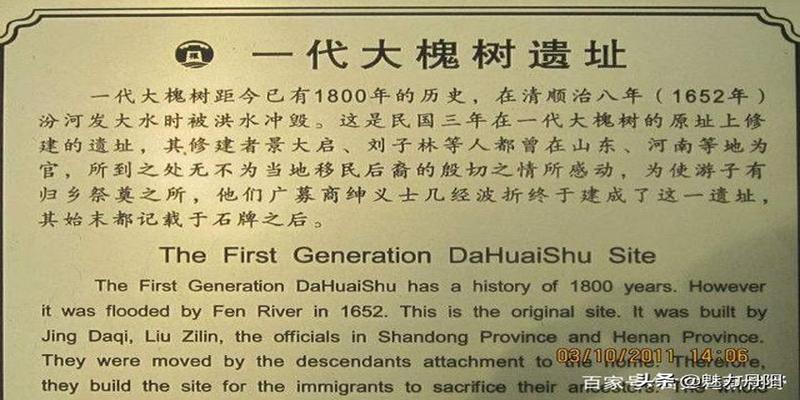 一代大槐树遗址
一代大槐树距今已有1800年的历史，在清顺治八年（1652年）
汾河发大水时被洪水冲毁。这是民国三年在一代大槐树的原址上修
建的遗址，其修建者景大启、刘子林等人都曾在山东、河南等地为
官，所到之处无不为当地移民后裔的殷切之情所感动，为使游子有
归乡祭奠之所，他们广募商绅义士几经波折终于建成了这一遗址，
其始末都记载于石牌之后。
The First Generation DaHuaiShu Site
The First Generation DaHuaiShu has a history of 1800 years. However
it was flooded by Fen River in 1652. This is the original site. It was built by
Jing Daqi, Liu Zilin, the officials in Shandong Province and Henan Province.
They were moved by the descendants attachment to the home. Therefore,
03/10/2011 14:06
they build the site for the immigrants to sacrifice their ancestors. The whole
百家号
头条 @魅力丹阳